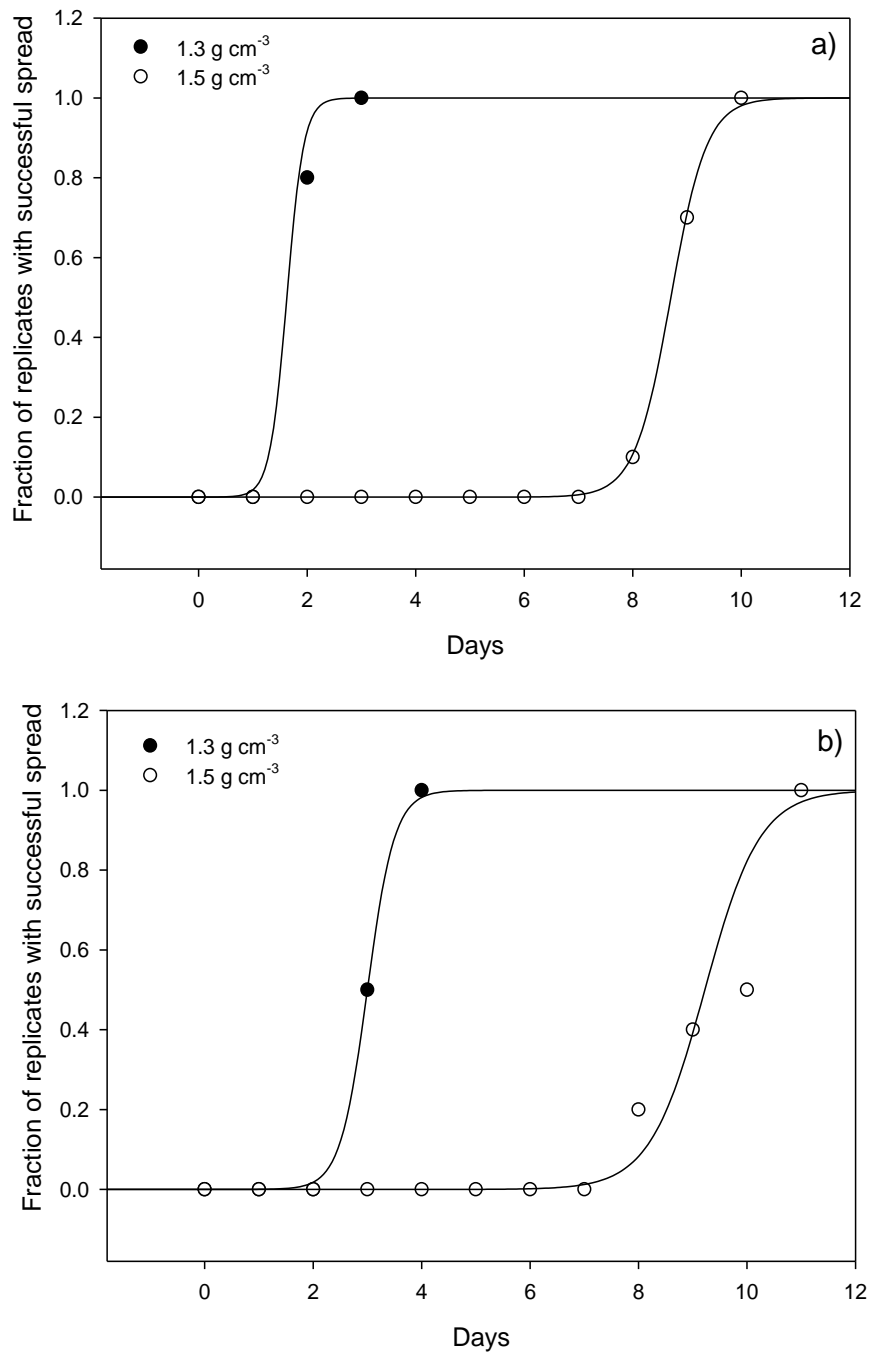 a)
1.3 g cm⁻³
1.5 g cm⁻³
Fraction of replicates with successful spread
1.2
1.0
0.8
0.6
0.4
0.2
0.0
0 2 4 6 8 10 12
Days
b)
1.3 g cm⁻³
1.5 g cm⁻³
Fraction of replicates with successful spread
1.2
1.0
0.8
0.6
0.4
0.2
0.0
0 2 4 6 8 10 12
Days